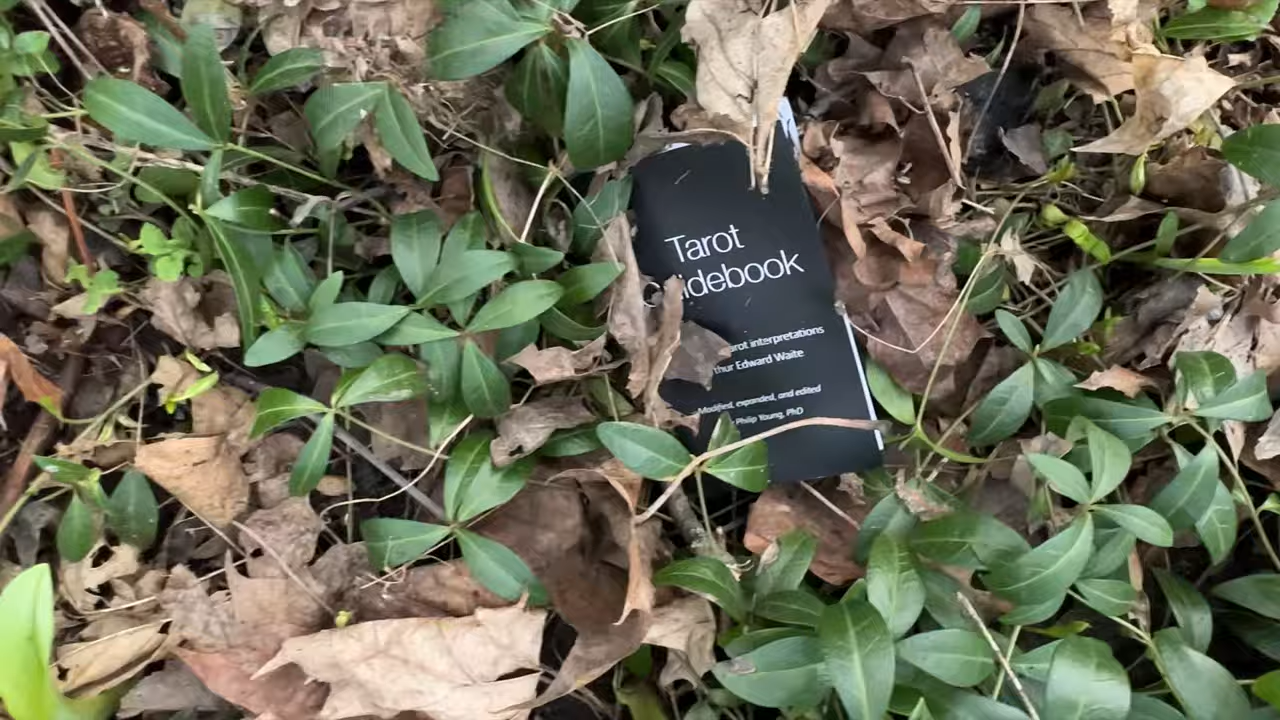 Tarot
idebook
arot interpretations
thur Edward Waite
Modified, expanded, and edited
Philip Young, PhD